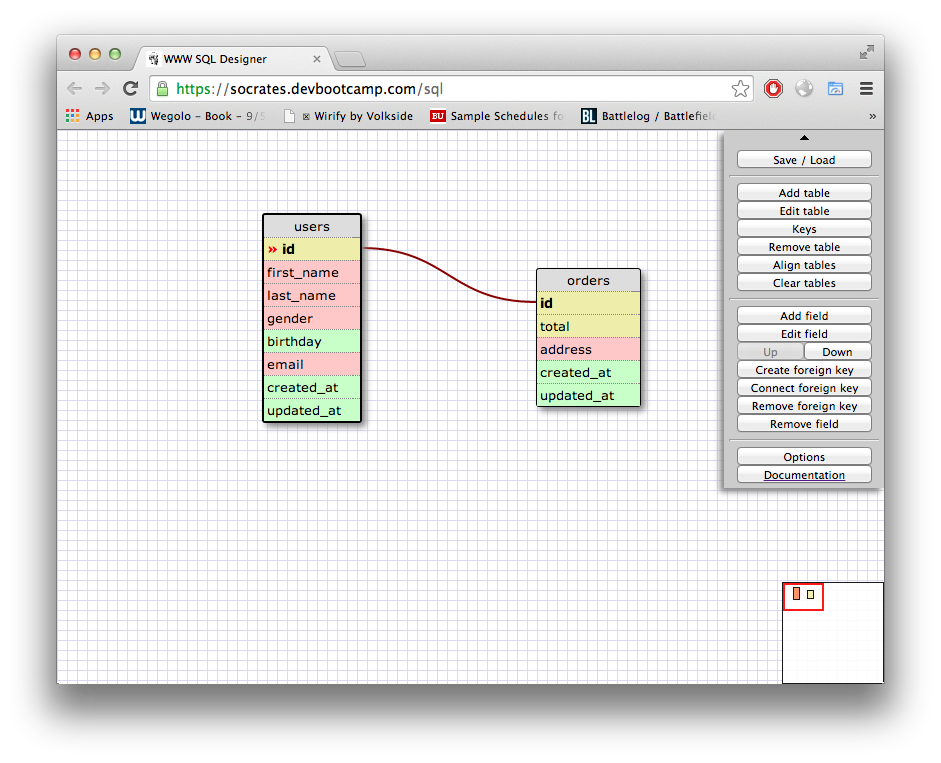 WWW SQL Designer
https://socrates.devbootcamp.com/sql
Apps Wegolo – Book – 9/5 Wirify by Volkside BU Sample Schedules fo BL Battlelog / Battlefield »
Save / Load
Add table
Edit table
Keys
Remove table
Align tables
Clear tables
Add field
Edit field
Up Down
Create foreign key
Connect foreign key
Remove foreign key
Remove field
Options
Documentation
users
» id
first_name
last_name
gender
birthday
email
created_at
updated_at
orders
id
total
address
created_at
updated_at